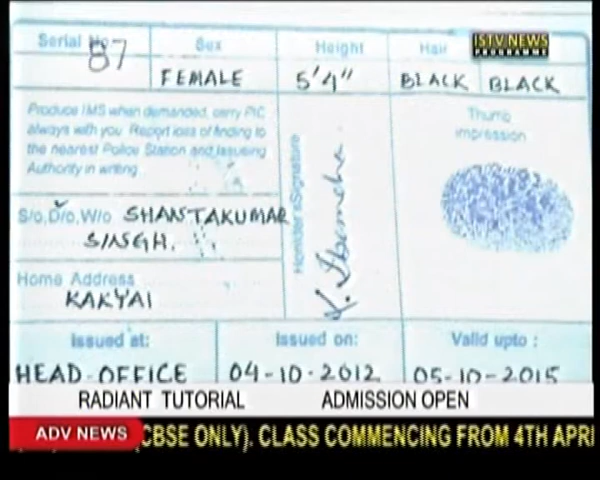 Serial No. Sex Height Hair
ISTV NEWS
PROGRAMME
87 FEMALE 5'4" BLACK BLACK
Produce IMS when demanded, carry PIC
always with you. Report loss of finding to
the nearest Police Station and Issueing
Authority in writing.
Thumb
impression
S/o, D/o, W/o SHANTAKUMAR
SINGH.
Home Address
KAKYAI
Issued at: Issued on: Valid upto :
HEAD-OFFICE 04-10-2012 05-10-2015
RADIANT TUTORIAL ADMISSION OPEN
ADV NEWS (CBSE ONLY). CLASS COMMENCING FROM 4TH APRI